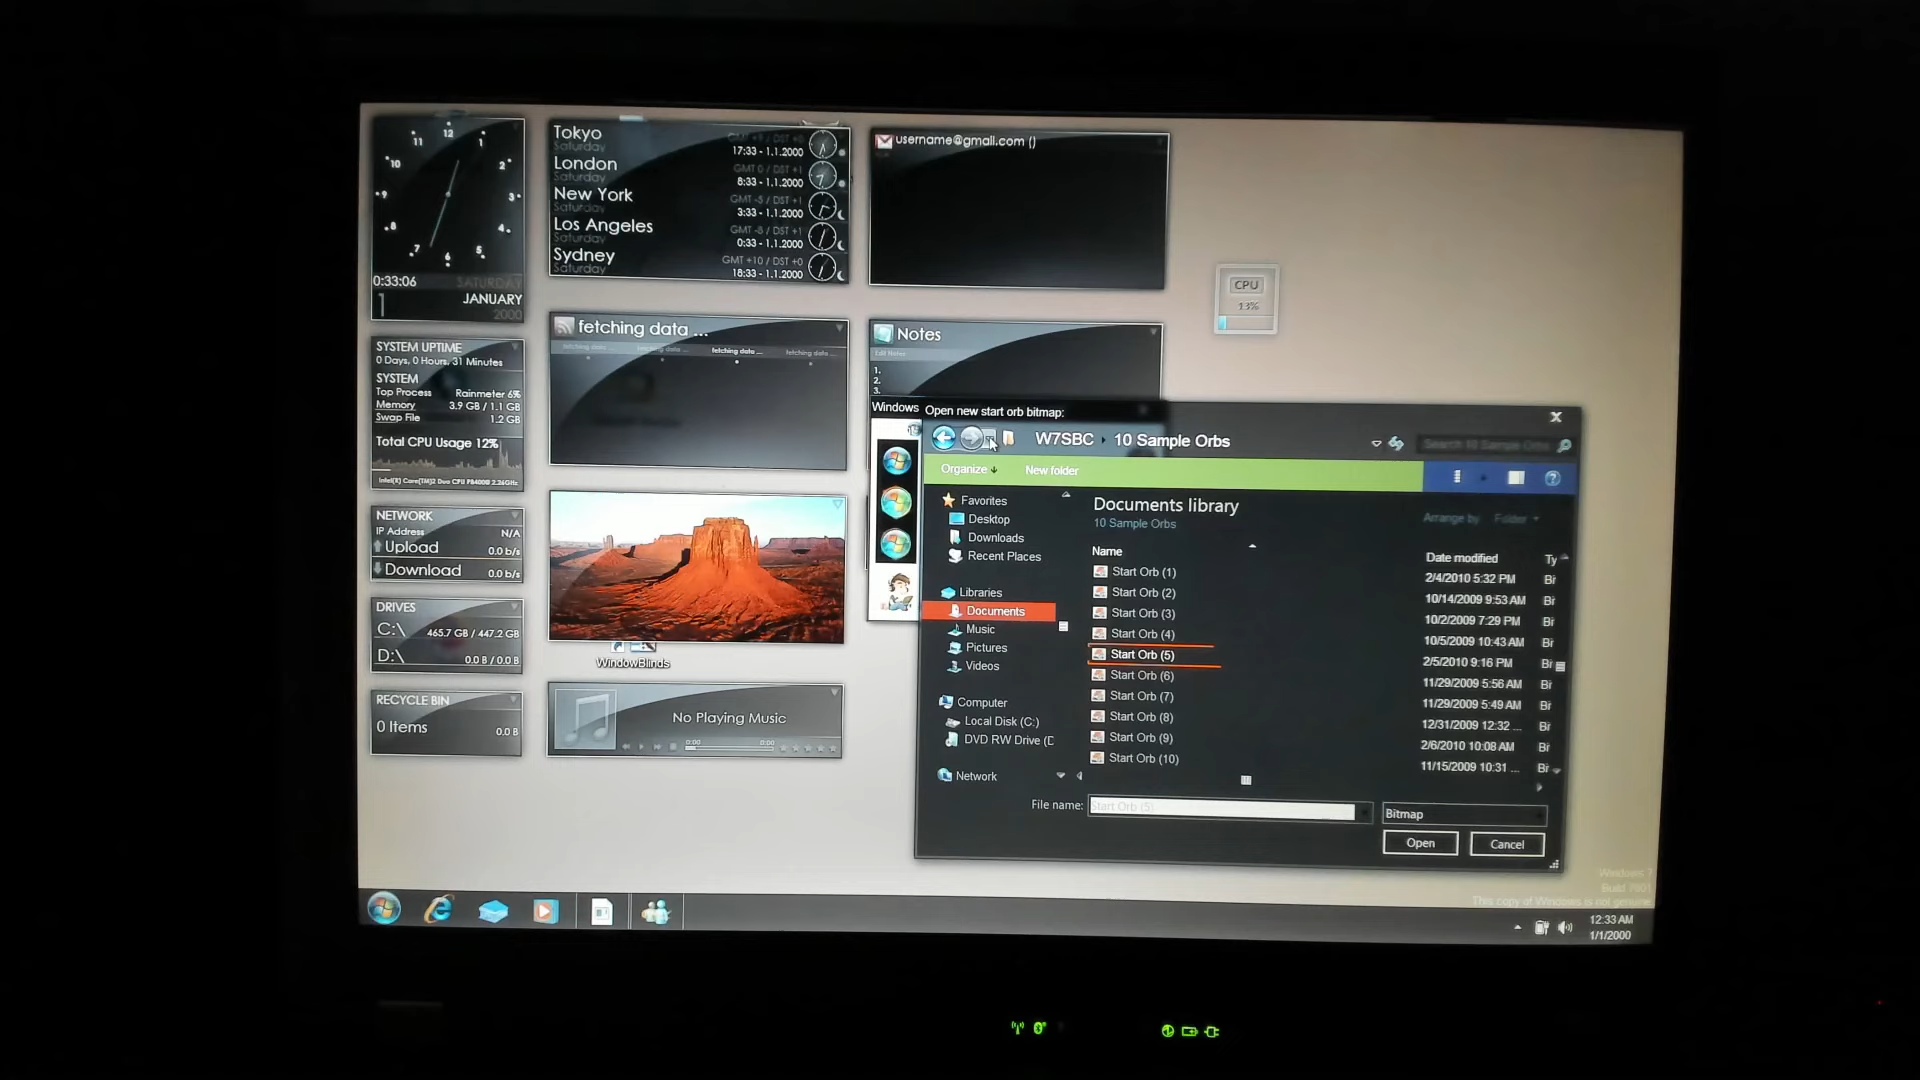 12
11
1
10
2
9
3
8
4
7
5
6
0:33:06
SATURDAY
1
JANUARY
2000
Tokyo
GMT +9 / DST +0
Saturday
17:33 - 1.1.2000
London
GMT 0 / DST +1
Saturday
8:33 - 1.1.2000
New York
GMT -5 / DST +1
Saturday
3:33 - 1.1.2000
Los Angeles
GMT -8 / DST +1
Saturday
0:33 - 1.1.2000
Sydney
GMT +10 / DST +0
Saturday
18:33 - 1.1.2000
username@gmail.com ()
CPU
13%
SYSTEM UPTIME
0 Days, 0 Hours, 31 Minutes
SYSTEM
Top Process Rainmeter 6%
Memory 3.9 GB / 1.1 GB
Swap File 1.2 GB
Total CPU Usage 12%
Intel(R) Core(TM)2 Duo CPU P8400 @ 2.26GHz
fetching data ...
fetching data ... fetching data ... fetching data ... fetching data ...
Notes
Edit Notes
1.
2.
3.
NETWORK
IP Address N/A
Upload 0.0 b/s
Download 0.0 b/s
DRIVES
C:\ 465.7 GB / 447.2 GB
D:\ 0.0 B / 0.0 B
RECYCLE BIN
0 Items 0.0 B
WindowBlinds
No Playing Music
0:00 0:00
Windows
Open new start orb bitmap:
W7SBC 10 Sample Orbs
Search 10 Sample Orbs
Organize
New folder
Favorites
Desktop
Downloads
Recent Places
Libraries
Documents
Music
Pictures
Videos
Computer
Local Disk (C:)
DVD RW Drive (D
Network
Documents library
10 Sample Orbs
Arrange by Folder
Name Date modified Ty
Start Orb (1) 2/4/2010 5:32 PM Bi
Start Orb (2) 10/14/2009 9:53 AM Bi
Start Orb (3) 10/2/2009 7:29 PM Bi
Start Orb (4) 10/5/2009 10:43 AM Bi
Start Orb (5) 2/5/2010 9:16 PM Bi
Start Orb (6) 11/29/2009 5:56 AM Bi
Start Orb (7) 11/29/2009 5:49 AM Bi
Start Orb (8) 12/31/2009 12:32 ... Bi
Start Orb (9) 2/6/2010 10:08 AM Bi
Start Orb (10) 11/15/2009 10:31 ... Bi
File name: Start Orb (5)
Bitmap
Open Cancel
Windows 7
Build 7601
This copy of Windows is not genuine
12:33 AM
1/1/2000